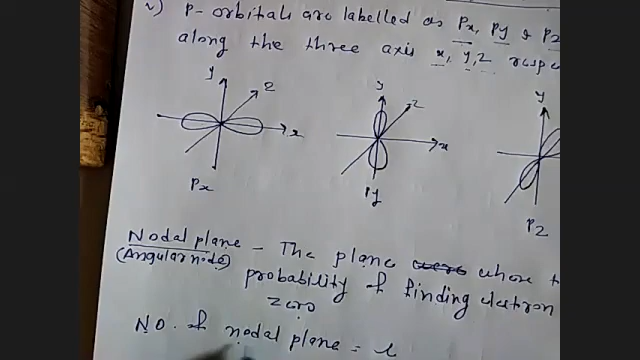 v) P- orbitals are labelled as Px, Py & Pz
along the three axis x, y, z
y
z
x
Px
y
z
x
Py
y
Pz
Nodal plane - The plane where
(Angular node) probability of finding electron
zero
No. of nodal plane = l